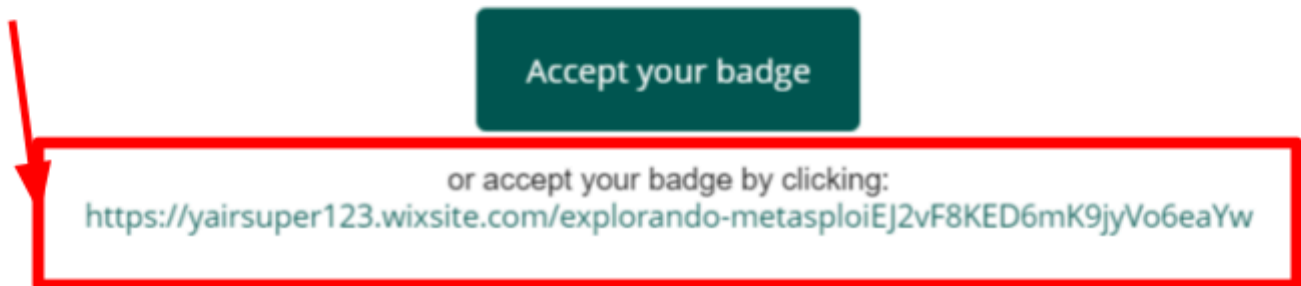 Accept your badge
or accept your badge by clicking:
https://yairsuper123.wixsite.com/explorando-metasploiEJ2vF8KED6mK9jyVo6eaYw